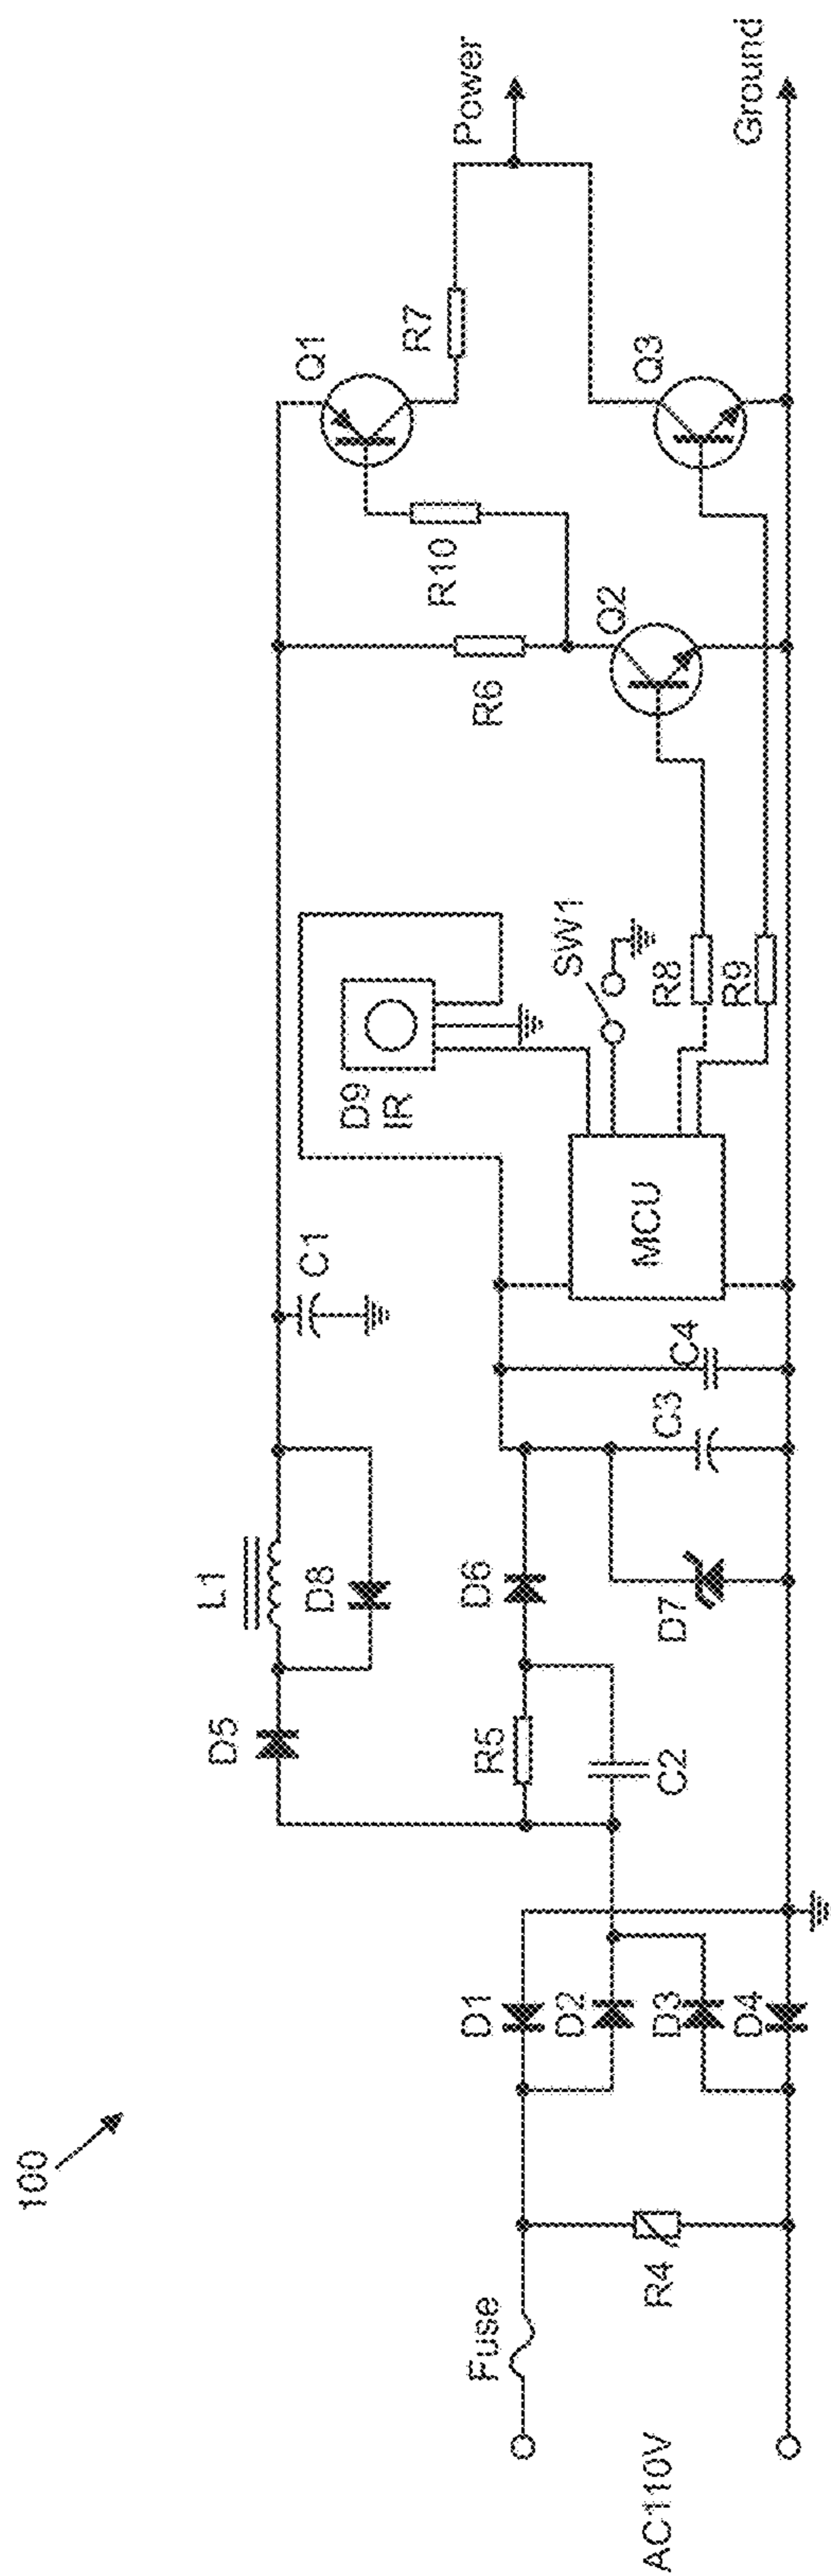 100
AC110V
Fuse
R4
D1
D2
D3
D4
D5
L1
D8
R5
C2
D6
D7
C3
C4
C1
MCU
D9
IR
SW1
R8
R9
R6
R10
Q2
Q1
R7
Q3
Power
Ground